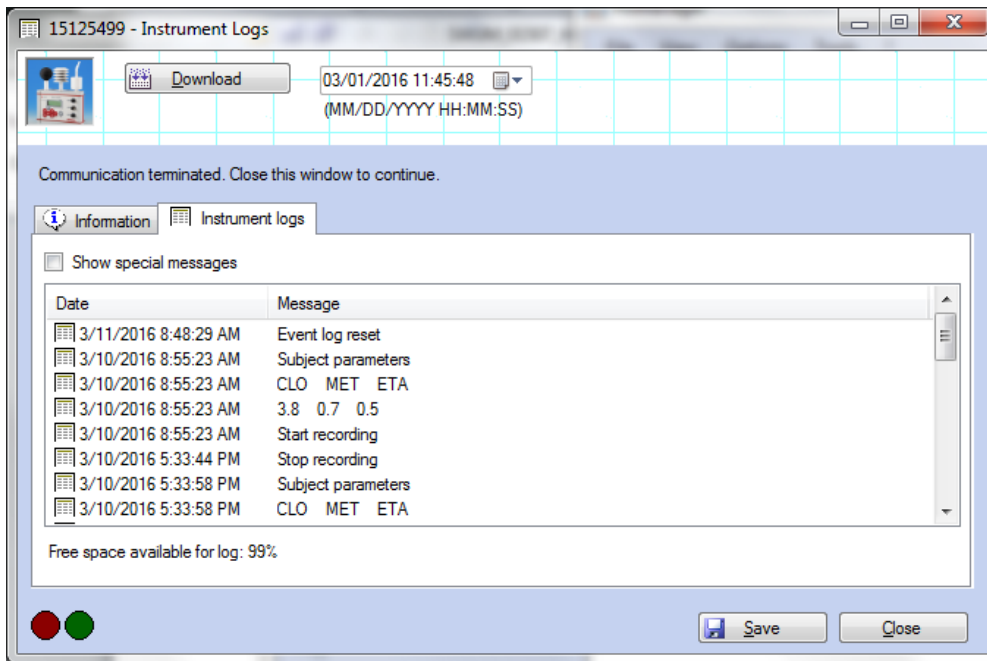 15125499 - Instrument Logs
Download
03/01/2016 11:45:48
(MM/DD/YYYY HH:MM:SS)
Communication terminated. Close this window to continue.
Information
Instrument logs
Show special messages
Date Message
3/11/2016 8:48:29 AM Event log reset
3/10/2016 8:55:23 AM Subject parameters
3/10/2016 8:55:23 AM CLO MET ETA
3/10/2016 8:55:23 AM 3.8 0.7 0.5
3/10/2016 8:55:23 AM Start recording
3/10/2016 5:33:44 PM Stop recording
3/10/2016 5:33:58 PM Subject parameters
3/10/2016 5:33:58 PM CLO MET ETA
Free space available for log: 99%
Save
Close